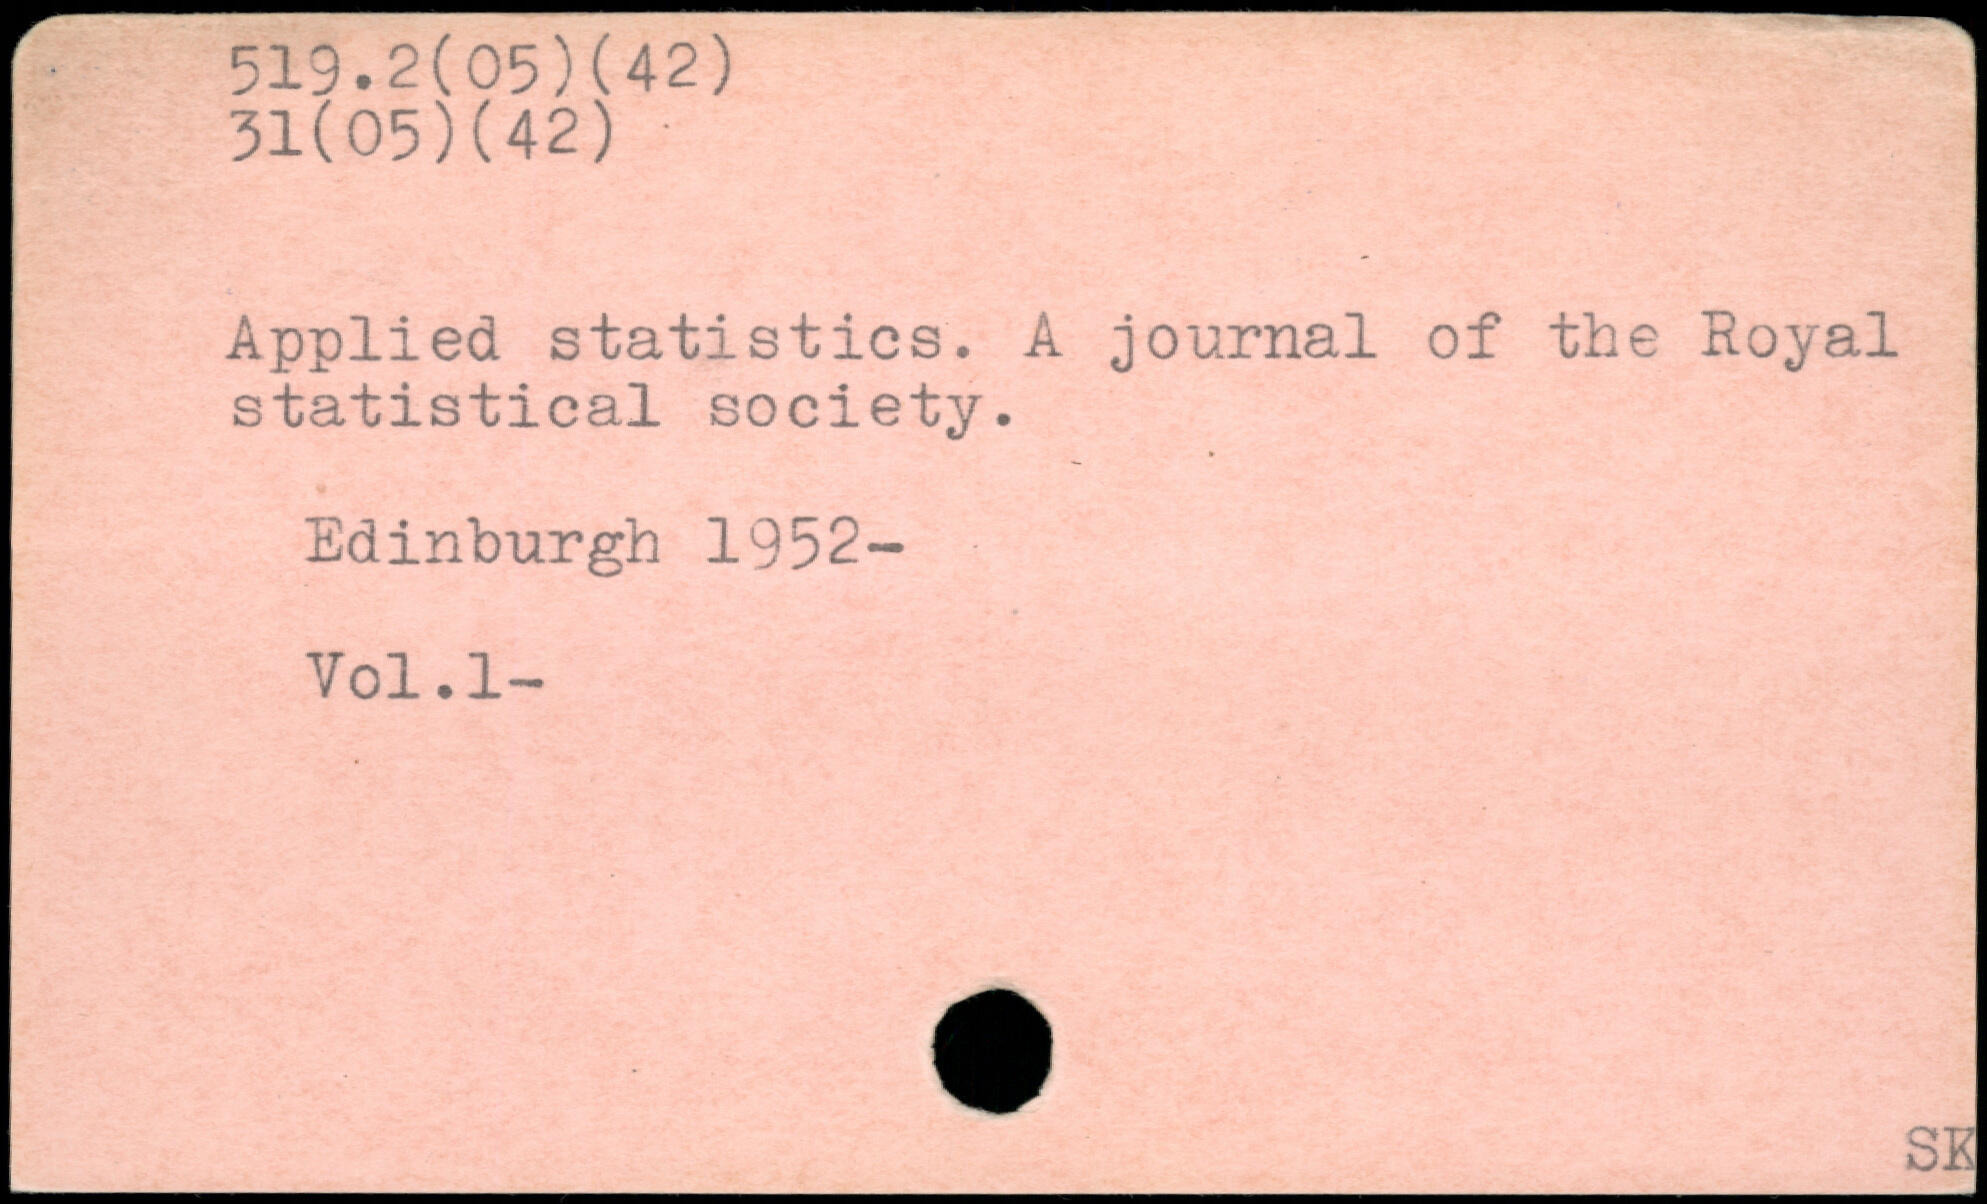 519.2(05)(42)
31(05)(42)
Applied statistics. A journal of the Royal
statistical society.
Edinburgh 1952-
Vol.1-
SK